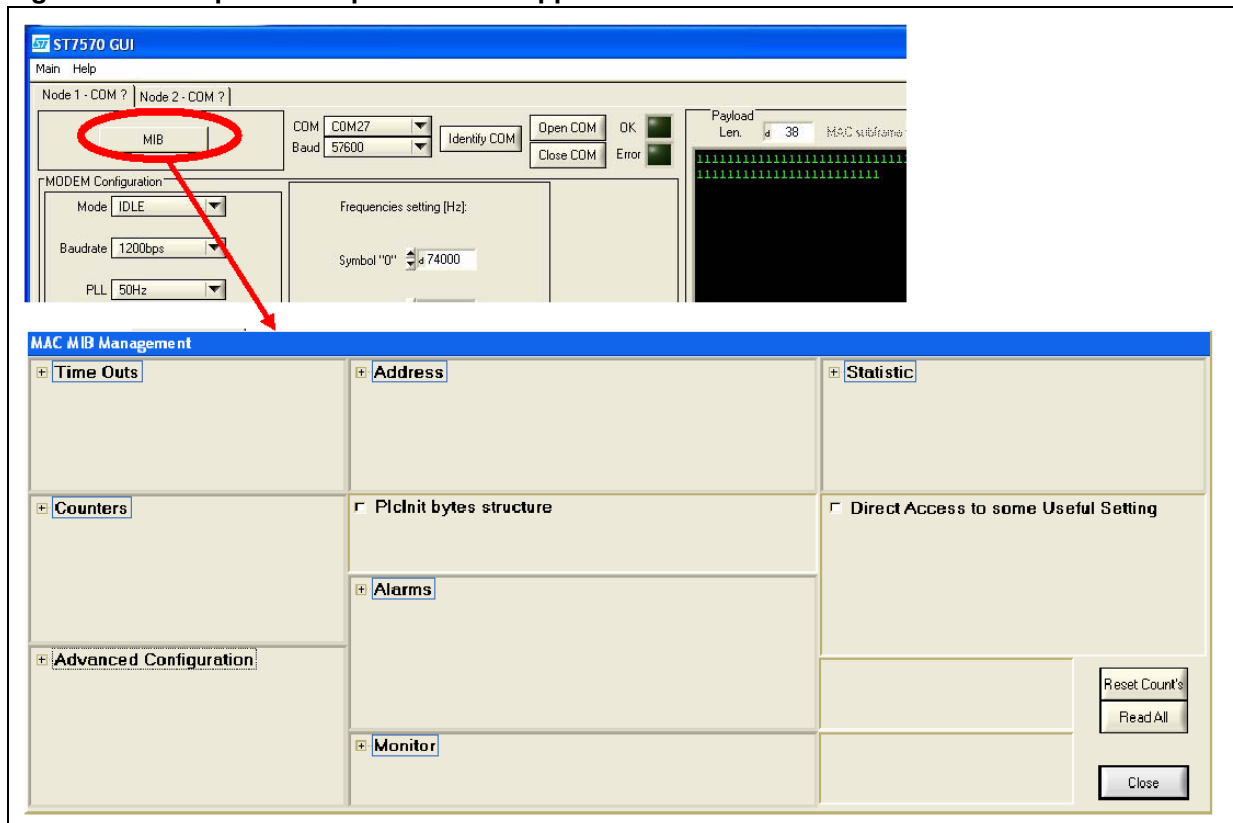 ST7570 GUI
Main Help
Node 1 - COM ? Node 2 - COM ?
MIB
COM COM27
Baud 57600
Identify COM
Open COM OK
Close COM Error
Payload
Len. d 38 MAC subframe
1111111111111111111111111111
11111111111111111111111111
MODEM Configuration
Mode IDLE
Baudrate 1200bps
PLL 50Hz
Frequencies setting [Hz]:
Symbol "0" d 74000
MAC MIB Management
Time Outs
Address
Statistic
Counters
PlcInit bytes structure
Direct Access to some Useful Setting
Alarms
Advanced Configuration
Monitor
Reset Count's
Read All
Close